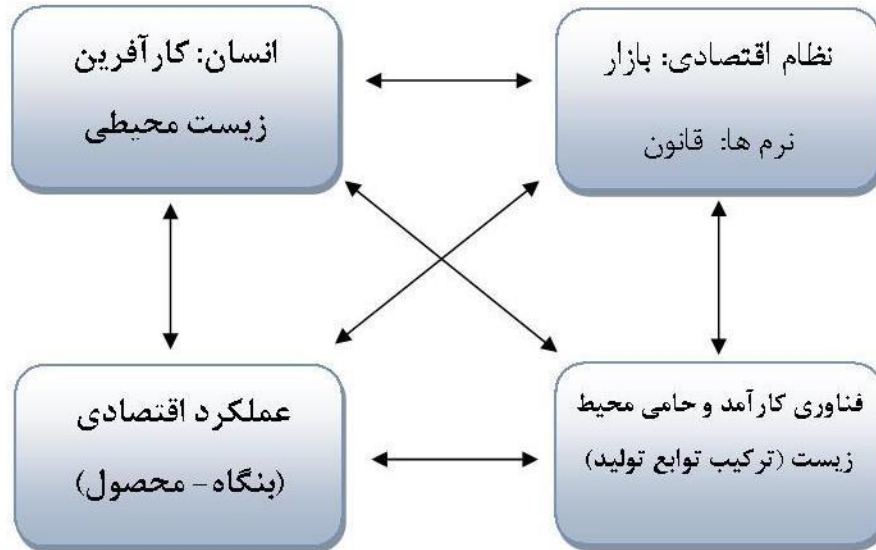 نظام اقتصادی: بازار
نرم ها: قانون
انسان: کارآفرین
زیست محیطی
فناوری کارآمد و حامی محیط
زیست (ترکیب توابع تولید)
عملکرد اقتصادی
(بنگاه - محصول)